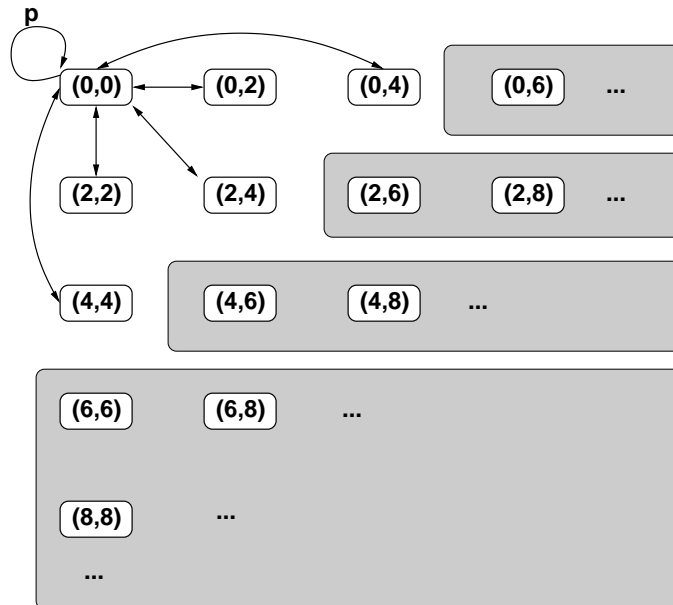 p
(0,0) (0,2) (0,4) (0,6) ...
(2,2) (2,4) (2,6) (2,8) ...
(4,4) (4,6) (4,8) ...
(6,6) (6,8) ...
(8,8) ...
...